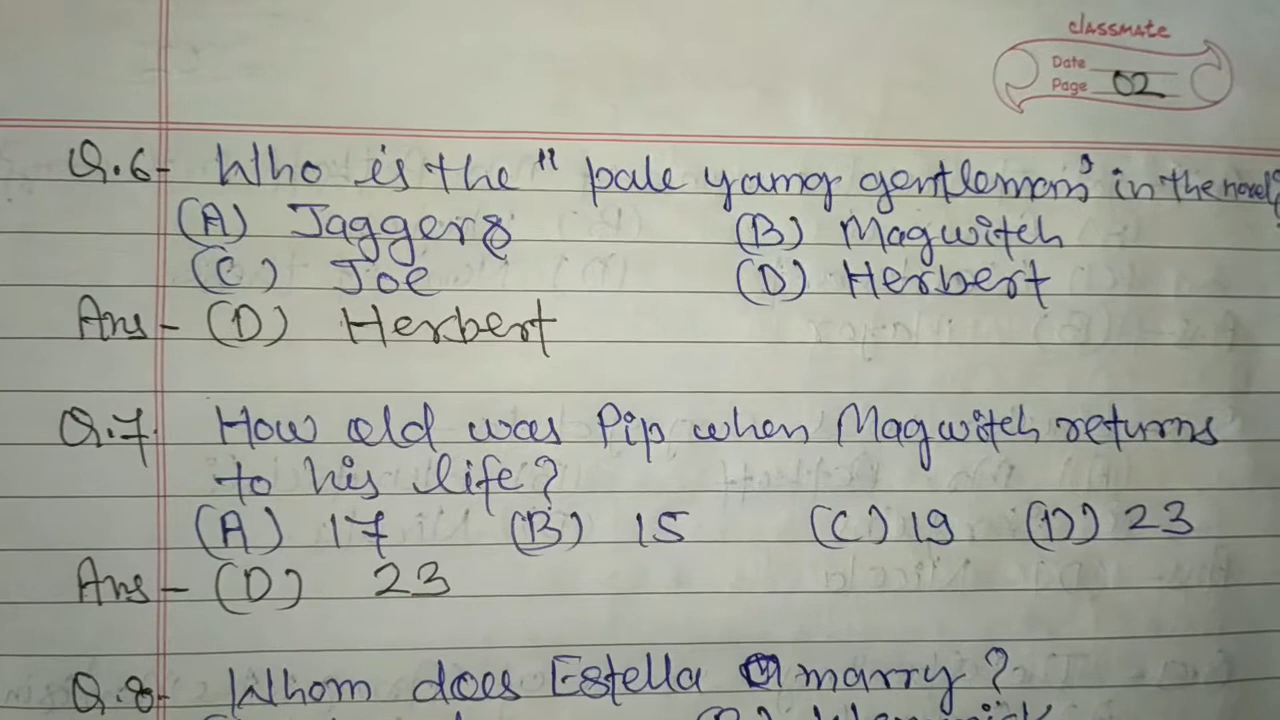 classmate
Date
Page 02
Q.6- Who is the " pale yamg gentlemam" in the novel?
(A) Jaggers (B) Magwitch
(C) Joe (D) Herbert
Ans - (D) Herbert
Q.7. How old was Pip when Magwitch returns
to his life?
(A) 17 (B) 15 (C) 19 (D) 23
Ans - (D) 23
Q.8- Whom does Estella marry?